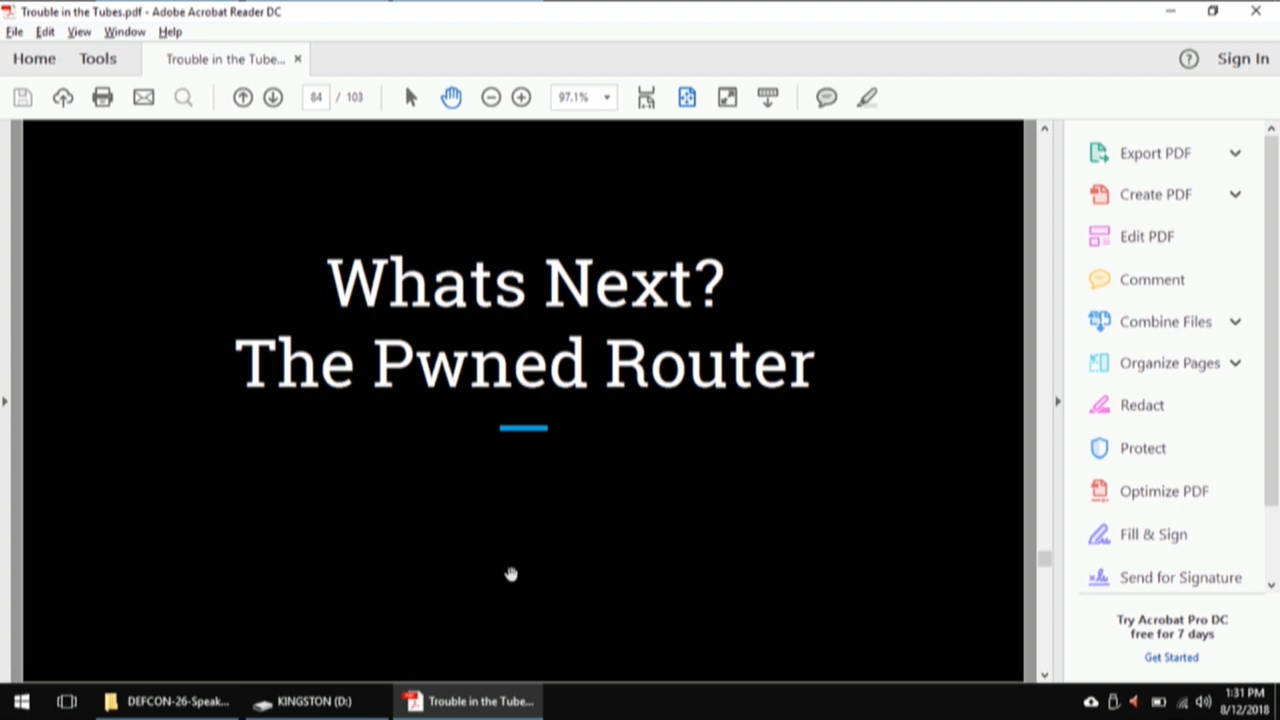 Trouble in the Tubes.pdf - Adobe Acrobat Reader DC
File Edit View Window Help
Home Tools Trouble in the Tube... × Sign In
84 / 103 97.1%
Whats Next?
The Pwned Router
Export PDF
Create PDF
Edit PDF
Comment
Combine Files
Organize Pages
Redact
Protect
Optimize PDF
Fill & Sign
Send for Signature
Try Acrobat Pro DC
free for 7 days
Get Started
DEFCON-26-Speak... KINGSTON (D:) Trouble in the Tube... 1:31 PM
8/12/2018